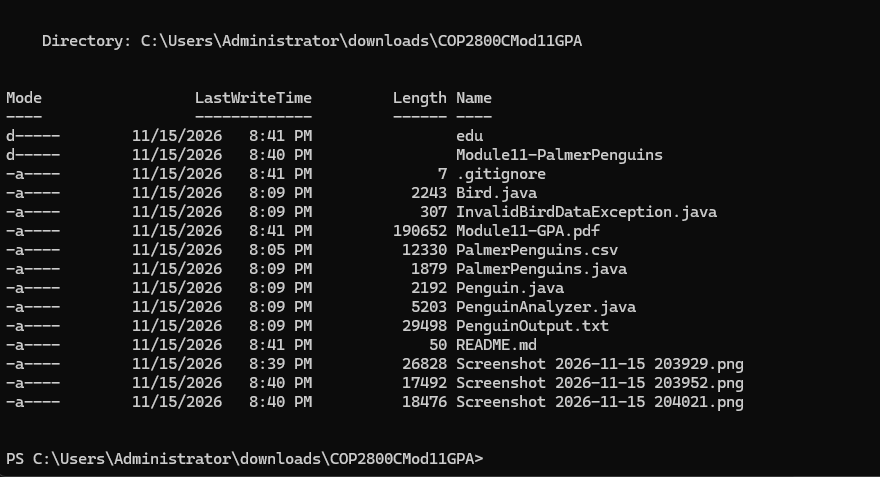 Directory: C:\Users\Administrator\downloads\COP2800CMod11GPA
Mode LastWriteTime Length Name
---- ------------- ------ ----
d----- 11/15/2026 8:41 PM edu
d----- 11/15/2026 8:40 PM Module11-PalmerPenguins
-a---- 11/15/2026 8:41 PM 7 .gitignore
-a---- 11/15/2026 8:09 PM 2243 Bird.java
-a---- 11/15/2026 8:09 PM 307 InvalidBirdDataException.java
-a---- 11/15/2026 8:41 PM 190652 Module11-GPA.pdf
-a---- 11/15/2026 8:05 PM 12330 PalmerPenguins.csv
-a---- 11/15/2026 8:09 PM 1879 PalmerPenguins.java
-a---- 11/15/2026 8:09 PM 2192 Penguin.java
-a---- 11/15/2026 8:09 PM 5203 PenguinAnalyzer.java
-a---- 11/15/2026 8:09 PM 29498 PenguinOutput.txt
-a---- 11/15/2026 8:41 PM 50 README.md
-a---- 11/15/2026 8:39 PM 26828 Screenshot 2026-11-15 203929.png
-a---- 11/15/2026 8:40 PM 17492 Screenshot 2026-11-15 203952.png
-a---- 11/15/2026 8:40 PM 18476 Screenshot 2026-11-15 204021.png
PS C:\Users\Administrator\downloads\COP2800CMod11GPA>